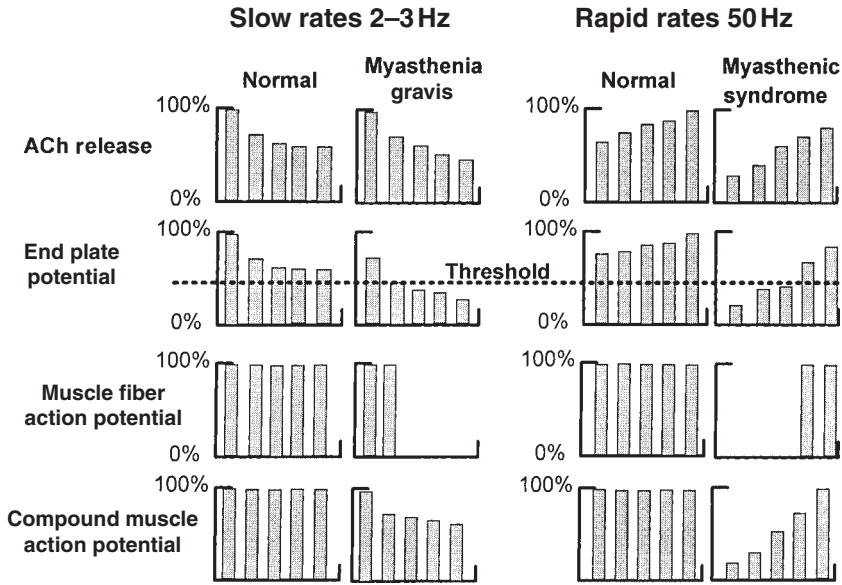 Slow rates 2–3 Hz Rapid rates 50 Hz
Normal Myasthenia gravis Normal Myasthenic syndrome
ACh release
100% 100%
0% 0%
End plate
potential
100% 100%
Threshold
0% 0%
Muscle fiber
action potential
100% 100%
0% 0%
Compound muscle
action potential
100% 100%